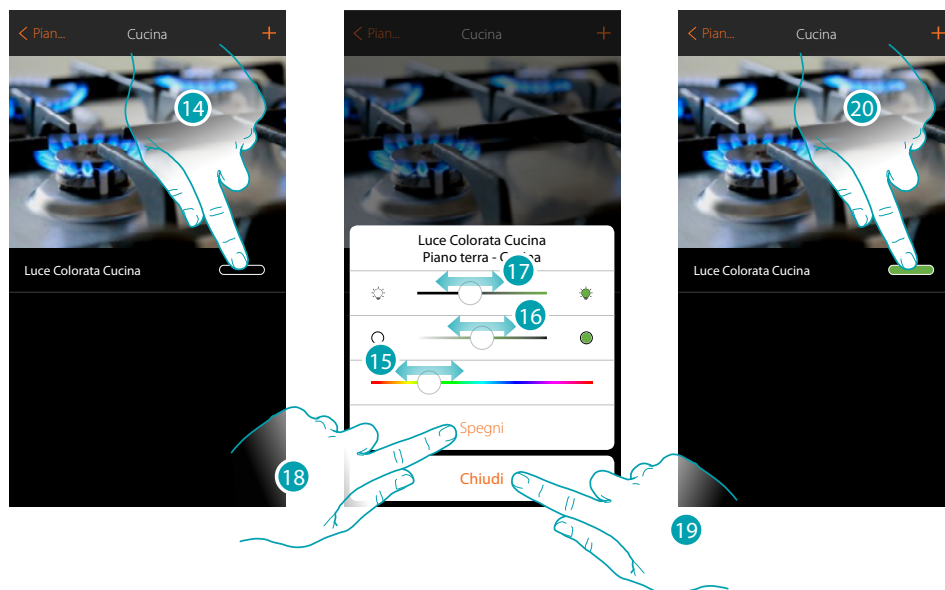 Pian...
Cucina
+
14
Luce Colorata Cucina
Pian...
Cucina
+
Luce Colorata Cucina
Piano terra - C
na
17
16
15
Spegni
18
Chiudi
19
Pian...
Cucina
+
20
Luce Colorata Cucina